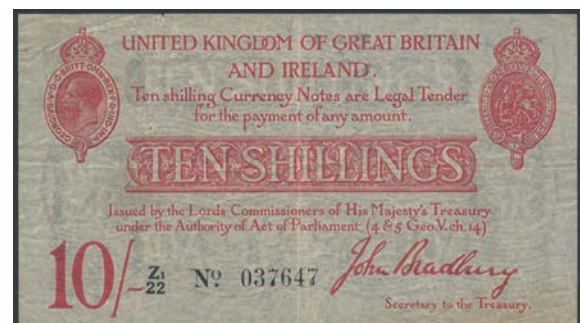 UNITED KINGDOM OF GREAT BRITAIN
AND IRELAND.
Ten shilling Currency Notes are Legal Tender
for the payment of any amount.
TEN·SHILLINGS
Issued by the Lords Commissioners of His Majesty's Treasury
under the Authority of Act of Parliament (4 & 5 Geo.V.ch.14)
10/- Z1/22 No 037647 John Bradbury
Secretary to the Treasury.